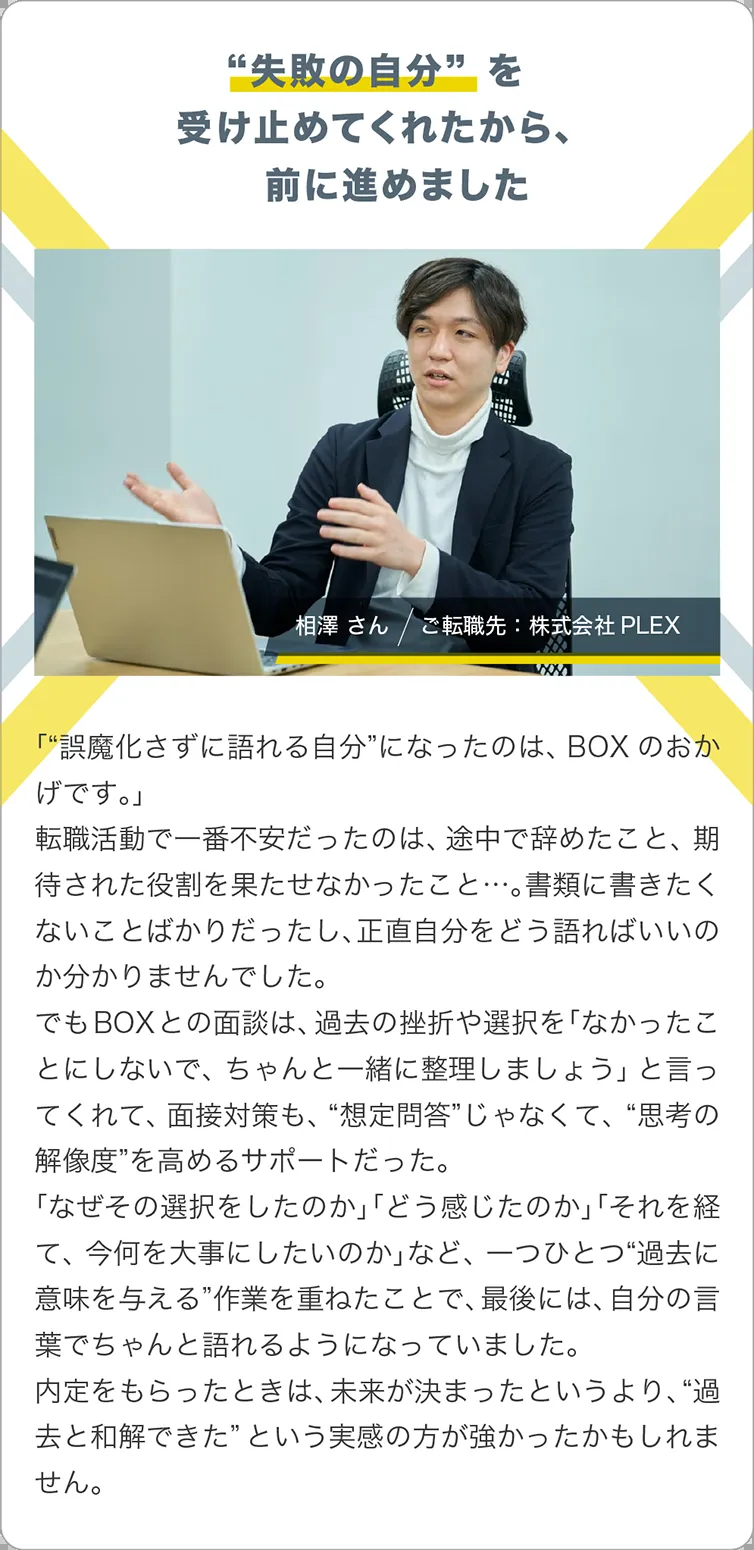 “失敗の自分” を
受け止めてくれたから、
前に進めました
相澤 さん ╱ ご転職先：株式会社 PLEX
「“誤魔化さずに語れる自分”になったのは、BOX のおか
げです。」
転職活動で一番不安だったのは、途中で辞めたこと、期
待された役割を果たせなかったこと…。書類に書きたく
ないことばかりだったし、正直自分をどう語ればいいの
か分かりませんでした。
でもBOXとの面談は、過去の挫折や選択を「なかったこ
とにしないで、ちゃんと一緒に整理しましょう」と言っ
てくれて、面接対策も、“想定問答”じゃなくて、“思考の
解像度”を高めるサポートだった。
「なぜその選択をしたのか」「どう感じたのか」「それを経
て、今何を大事にしたいのか」など、一つひとつ“過去に
意味を与える”作業を重ねたことで、最後には、自分の言
葉でちゃんと語れるようになっていました。
内定をもらったときは、未来が決まったというより、“過
去と和解できた” という実感の方が強かったかもしれま
せん。